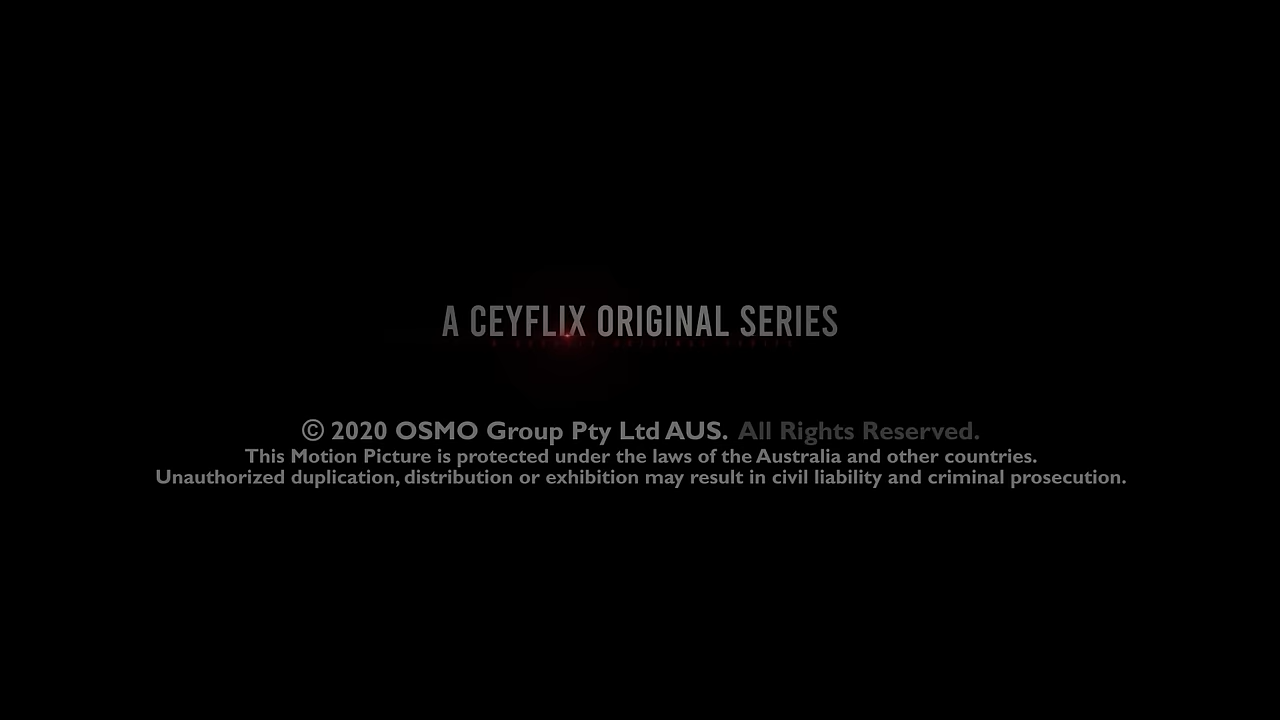 A CEYFLIX ORIGINAL SERIES
© 2020 OSMO Group Pty Ltd AUS. All Rights Reserved.
This Motion Picture is protected under the laws of the Australia and other countries.
Unauthorized duplication, distribution or exhibition may result in civil liability and criminal prosecution.